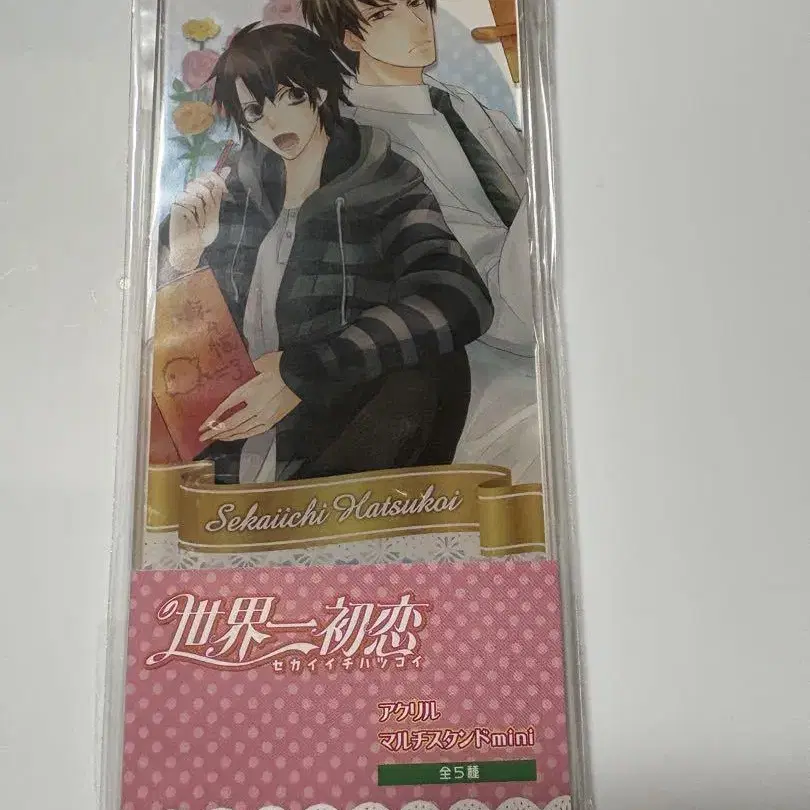 Sekaiichi Hatsukoi
世界一初恋
セカイイチハツコイ
アクリル
マルチスタンドmini
全5種